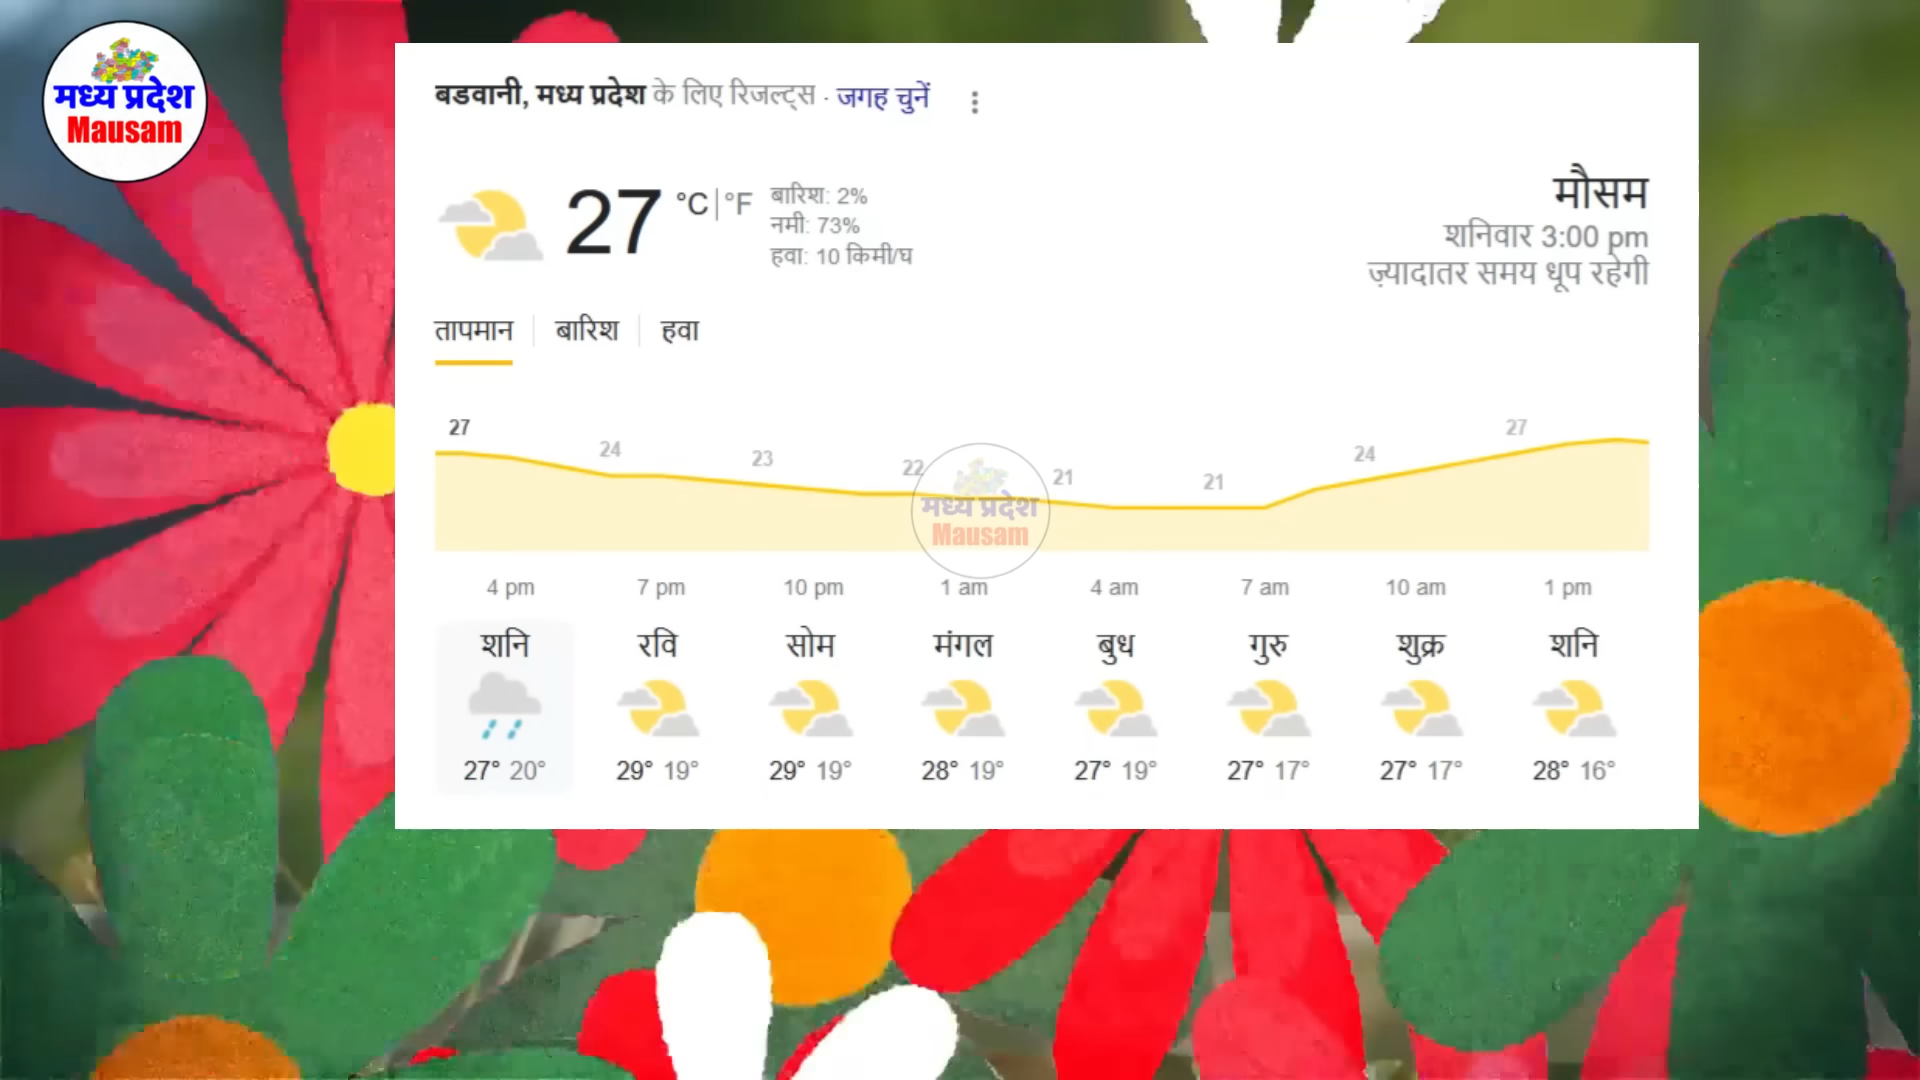 मध्य प्रदेश
Mausam
बडवानी, मध्य प्रदेश के लिए रिजल्ट्स · जगह चुनें
27 °C | °F
बारिश: 2%
नमी: 73%
हवा: 10 किमी/घ
मौसम
शनिवार 3:00 pm
ज़्यादातर समय धूप रहेगी
तापमान बारिश हवा
27 24 23 22 21 21 24 27
मध्य प्रदेश
Mausam
4 pm 7 pm 10 pm 1 am 4 am 7 am 10 am 1 pm
शनि रवि सोम मंगल बुध गुरु शुक्र शनि
27° 20° 29° 19° 29° 19° 28° 19° 27° 19° 27° 17° 27° 17° 28° 16°